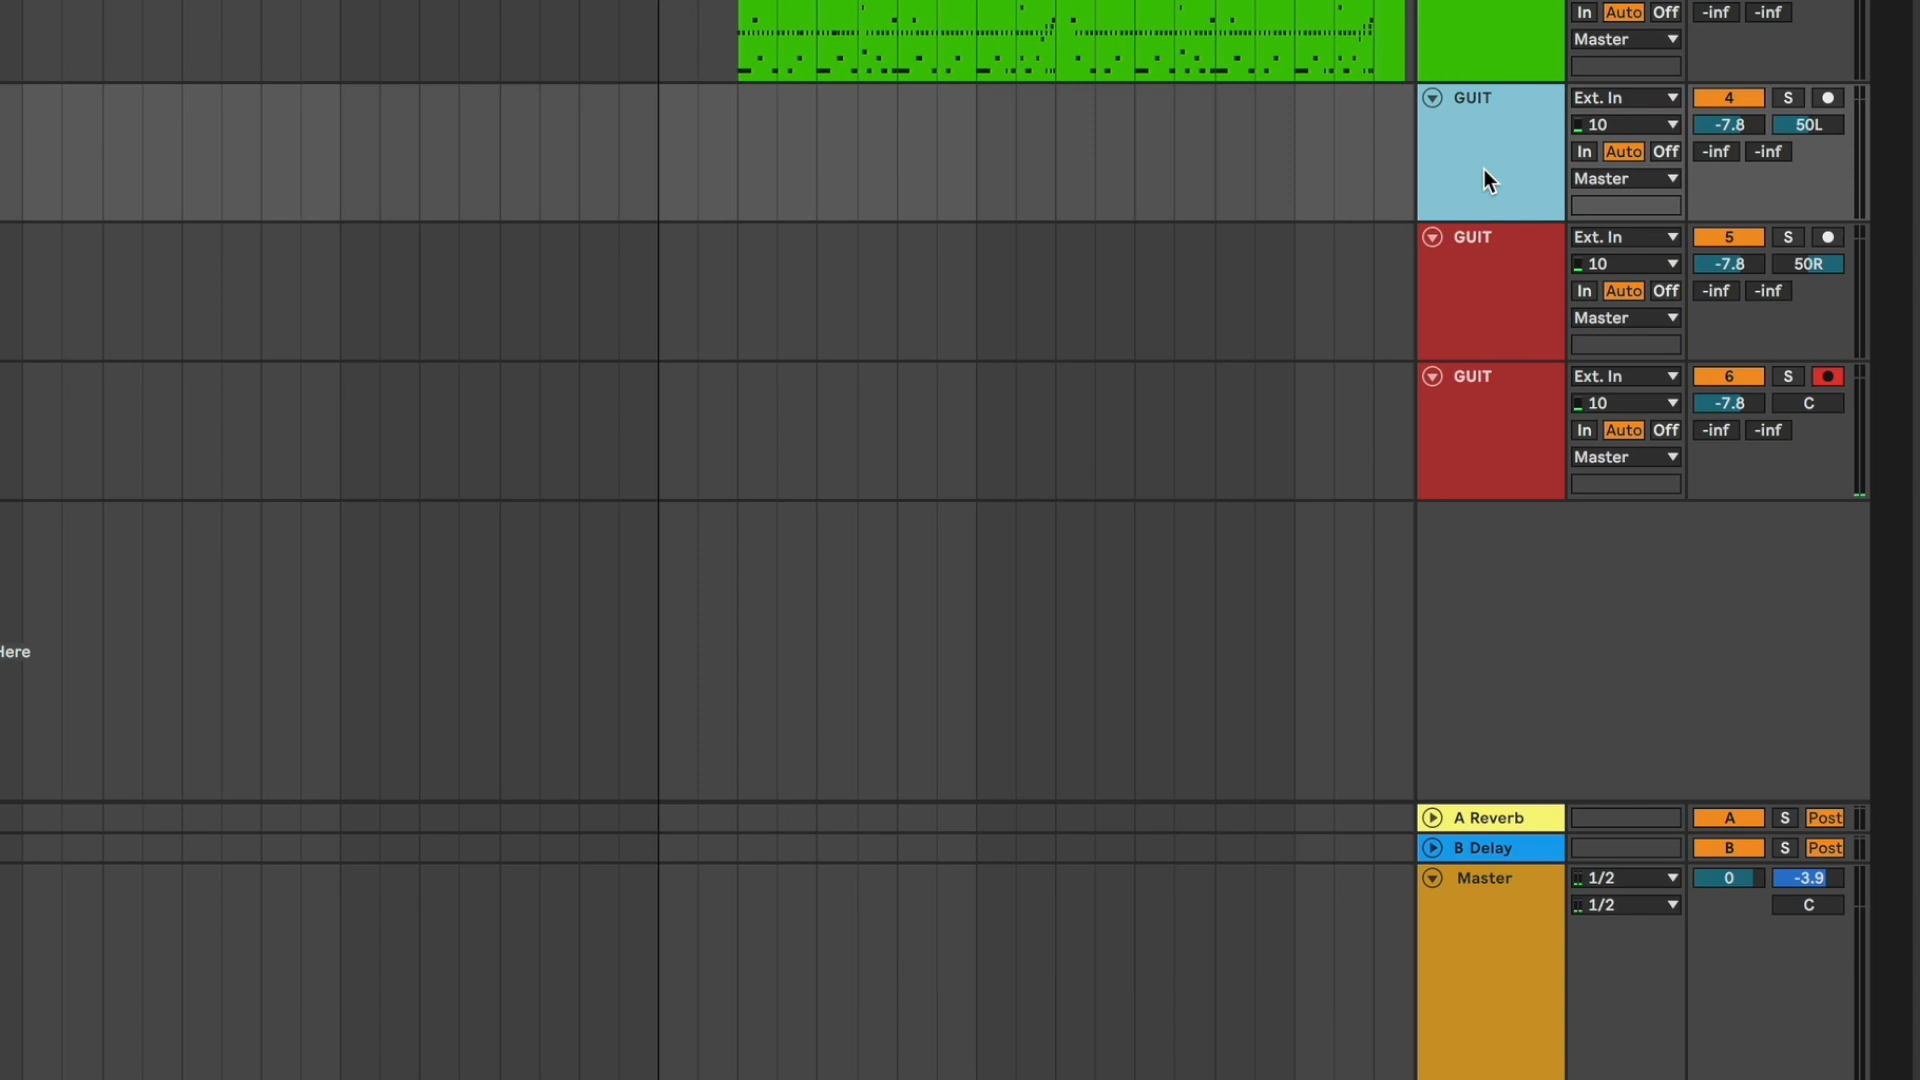 In Auto Off -inf -inf
Master
GUIT Ext. In 4 S
10 -7.8 50L
In Auto Off -inf -inf
Master
GUIT Ext. In 5 S
10 -7.8 50R
In Auto Off -inf -inf
Master
GUIT Ext. In 6 S
10 -7.8 C
In Auto Off -inf -inf
Master
Here
A Reverb A S Post
B Delay B S Post
Master 1/2 0 -3.9
1/2 C